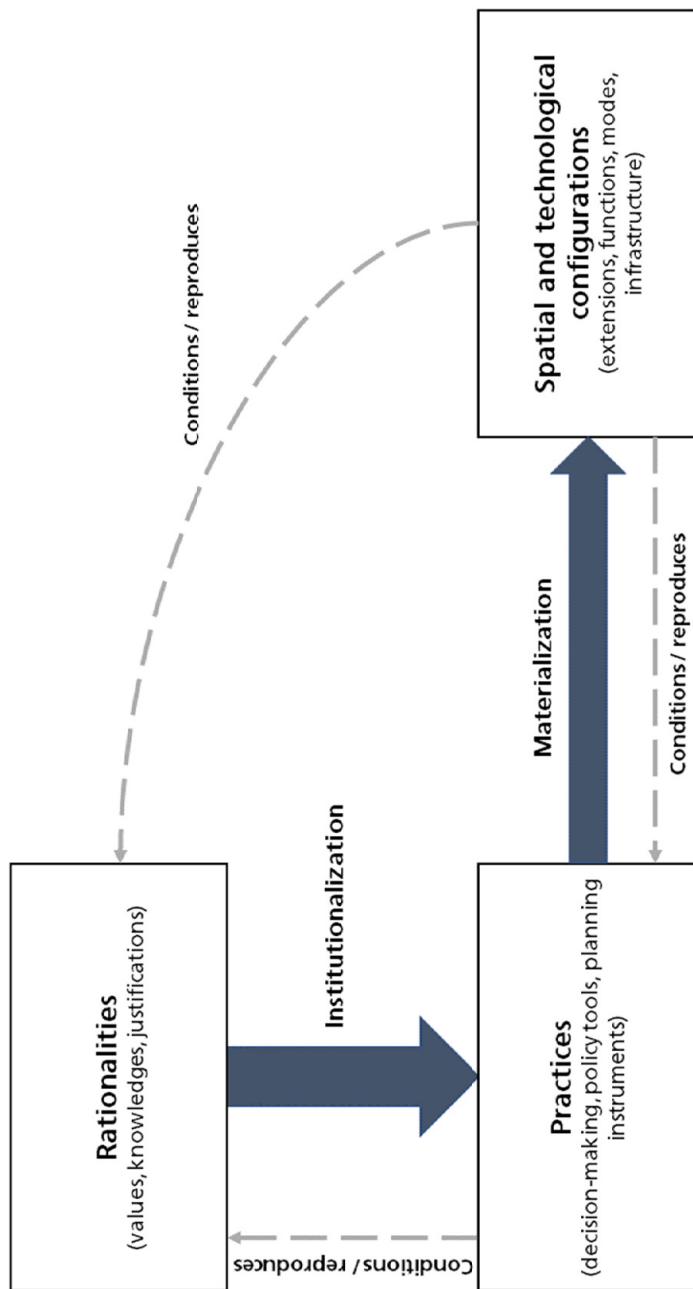 Rationalities
(values, knowledges, justifications)
Conditions / reproduces
Institutionalization
Conditions / reproduces
Practices
(decision-making, policy tools, planning
instruments)
Materialization
Conditions / reproduces
Spatial and technological
configurations
(extensions, functions, modes,
infrastructure)